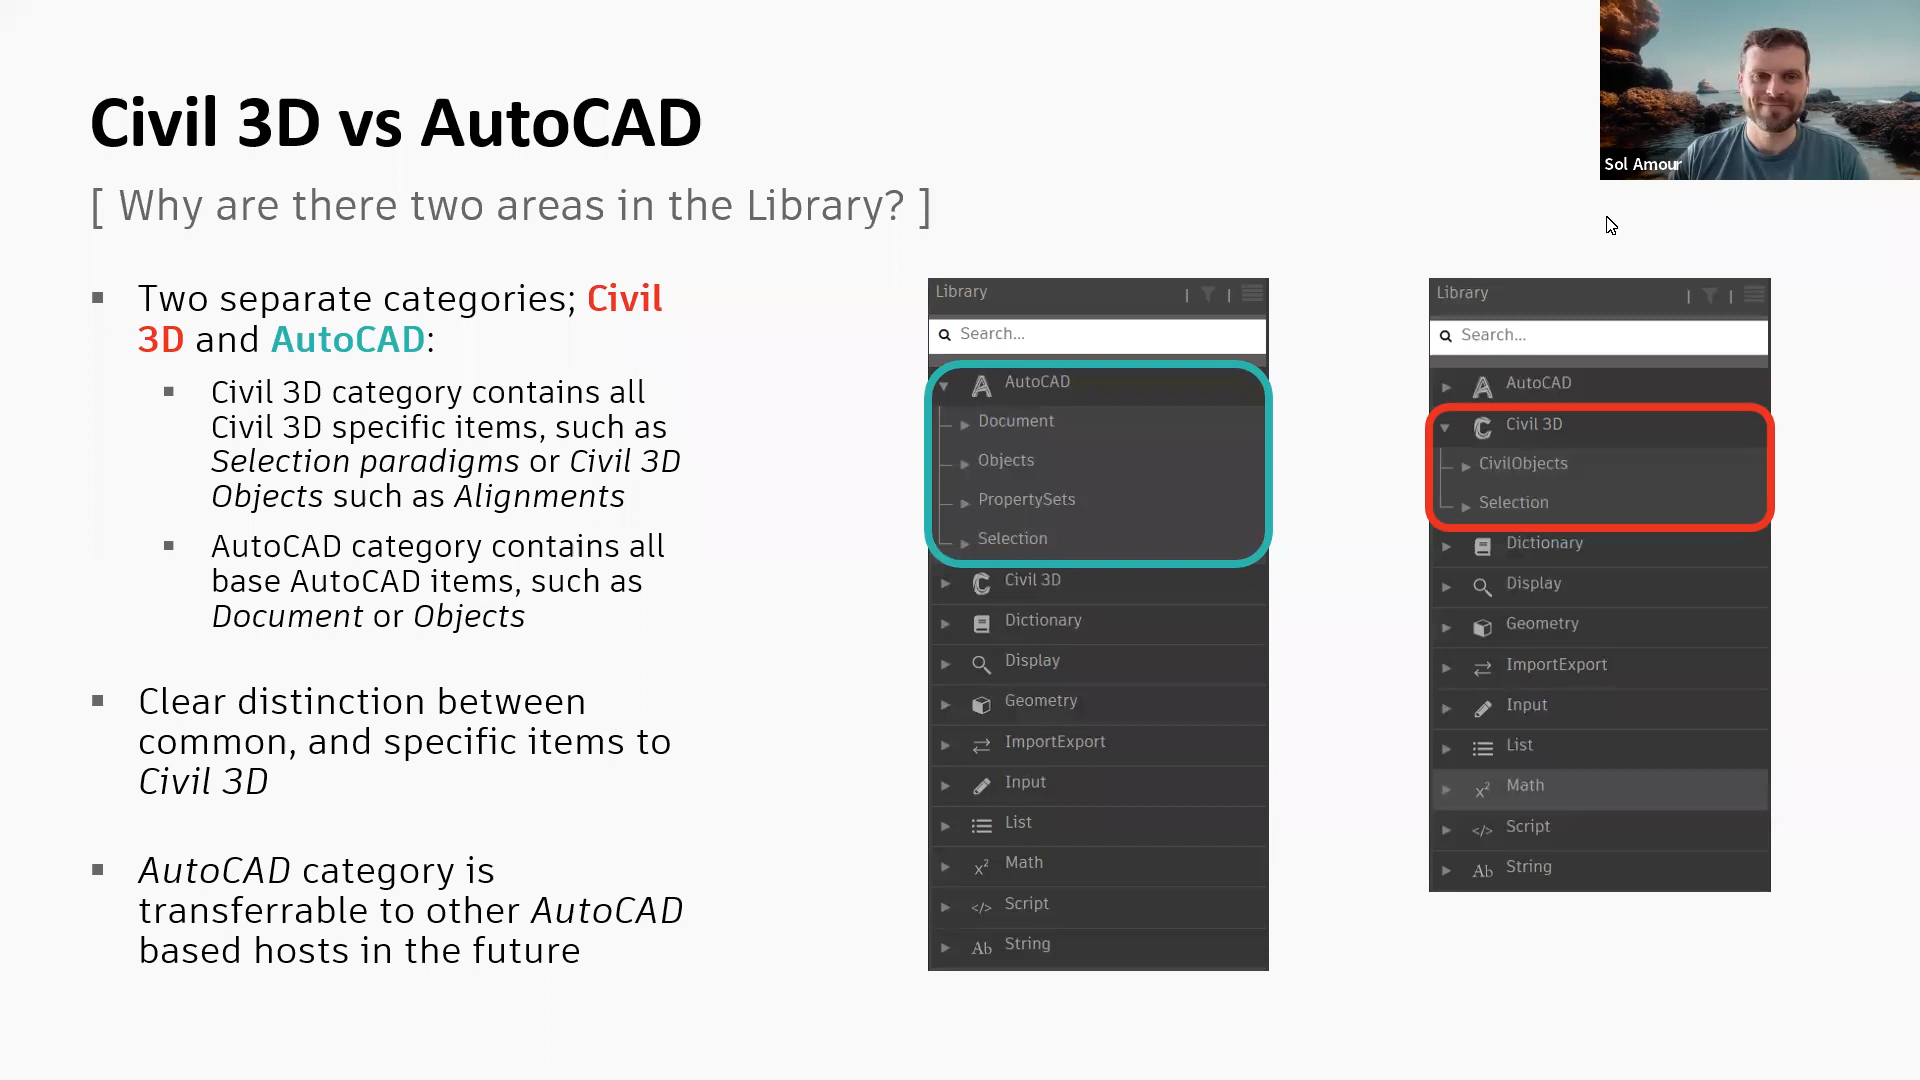 Civil 3D vs AutoCAD
[ Why are there two areas in the Library? ]
Two separate categories; Civil
3D and AutoCAD:
Civil 3D category contains all
Civil 3D specific items, such as
Selection paradigms or Civil 3D
Objects such as Alignments
AutoCAD category contains all
base AutoCAD items, such as
Document or Objects
Clear distinction between
common, and specific items to
Civil 3D
AutoCAD category is
transferrable to other AutoCAD
based hosts in the future
Library
Search...
AutoCAD
Document
Objects
PropertySets
Selection
Civil 3D
Dictionary
Display
Geometry
ImportExport
Input
List
x² Math
</> Script
Ab String
Library
Search...
AutoCAD
Civil 3D
CivilObjects
Selection
Dictionary
Display
Geometry
ImportExport
Input
List
x² Math
</> Script
Ab String
Sol Amour